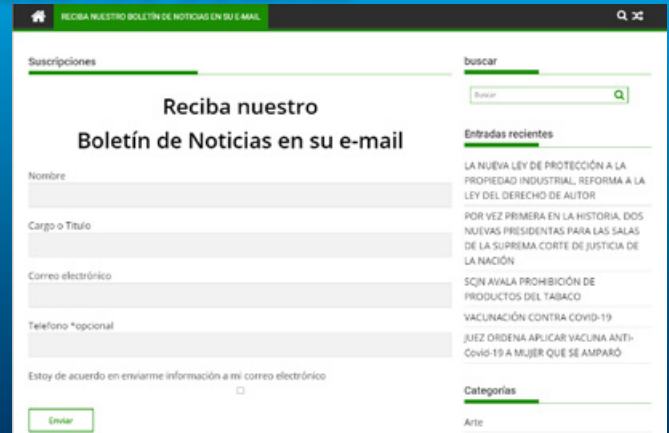 RECIBA NUESTRO BOLETÍN DE NOTICIAS EN SU E-MAIL
Suscripciones
Reciba nuestro
Boletín de Noticias en su e-mail
Nombre
Cargo o Título
Correo electrónico
Telefono *opcional
Estoy de acuerdo en enviarme información a mi correo electrónico
Enviar
buscar
Buscar
Entradas recientes
LA NUEVA LEY DE PROTECCIÓN A LA
PROPIEDAD INDUSTRIAL, REFORMA A LA
LEY DEL DERECHO DE AUTOR
POR VEZ PRIMERA EN LA HISTORIA, DOS
NUEVAS PRESIDENTAS PARA LAS SALAS
DE LA SUPREMA CORTE DE JUSTICIA DE
LA NACIÓN
SCJN AVALA PROHIBICIÓN DE
PRODUCTOS DEL TABACO
VACUNACIÓN CONTRA COVID-19
JUEZ ORDENA APLICAR VACUNA ANTI-
Covid-19 A MUJER QUE SE AMPARÓ
Categorías
Arte